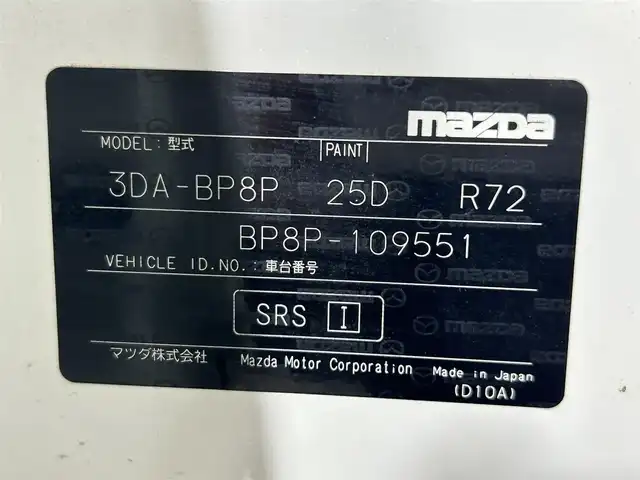 mazda
MODEL : 型式 |PAINT|
3DA-BP8P 25D R72
BP8P-109551
VEHICLE ID.NO. : 車台番号
SRS I
マツダ株式会社 Mazda Motor Corporation Made in Japan
(D10A)